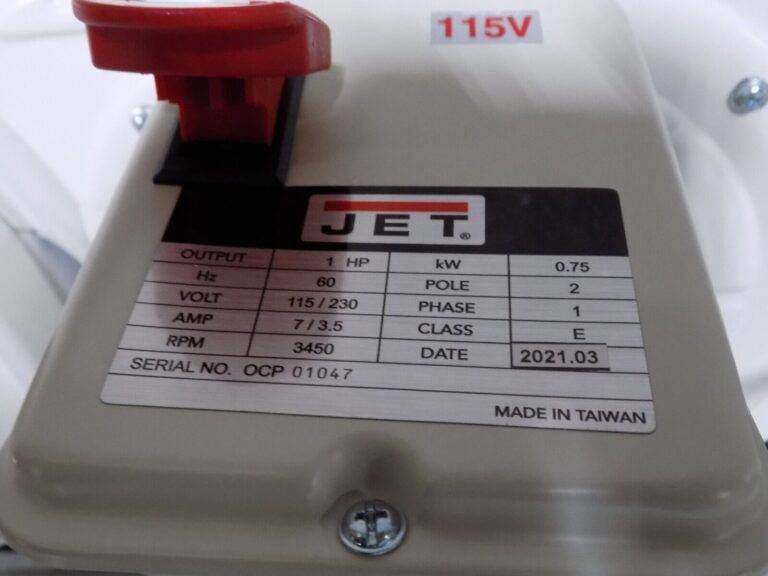 115V
JET®
OUTPUT 1 HP kW 0.75
Hz 60 POLE 2
VOLT 115 / 230 PHASE 1
AMP 7 / 3.5 CLASS E
RPM 3450 DATE 2021.03
SERIAL NO. OCP 01047
MADE IN TAIWAN